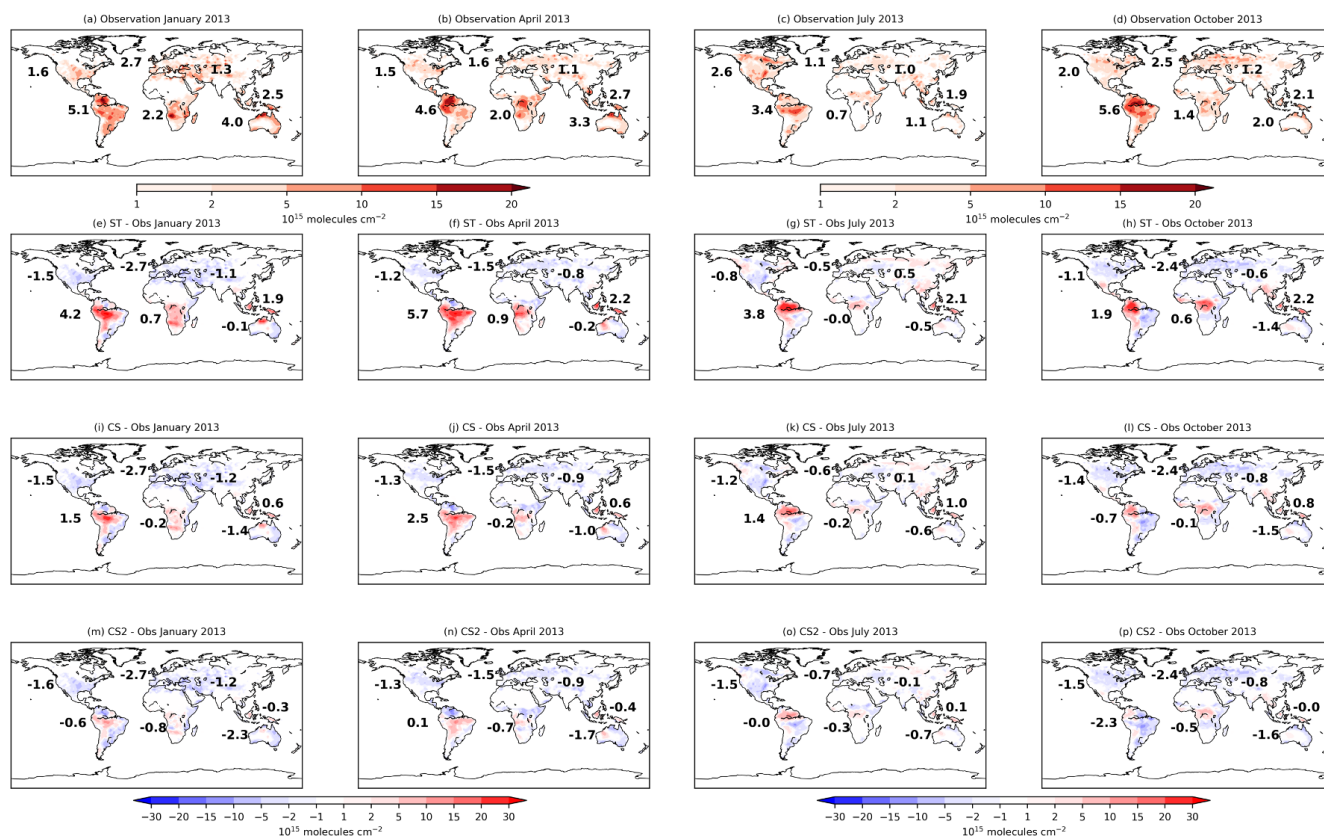 (a) Observation January 2013
(b) Observation April 2013
(c) Observation July 2013
(d) Observation October 2013
1.6 2.7 1.3 5.1 2.2 2.5 4.0
1.5 1.6 1.1 4.6 2.0 2.7 3.3
2.6 1.1 1.0 3.4 0.7 1.9 1.1
2.0 2.5 1.2 5.6 1.4 2.1 2.0
1 2 5 10 15 20
10¹⁵ molecules cm⁻²
1 2 5 10 15 20
10¹⁵ molecules cm⁻²
(e) ST - Obs January 2013
(f) ST - Obs April 2013
(g) ST - Obs July 2013
(h) ST - Obs October 2013
-1.5 -2.7 -1.1 4.2 0.7 1.9 -0.1
-1.2 -1.5 -0.8 5.7 0.9 2.2 -0.2
-0.8 -0.5 0.5 3.8 -0.0 2.1 -0.5
-1.1 -2.4 -0.6 1.9 0.6 2.2 -1.4
(i) CS - Obs January 2013
(j) CS - Obs April 2013
(k) CS - Obs July 2013
(l) CS - Obs October 2013
-1.5 -2.7 -1.2 1.5 -0.2 0.6 -1.4
-1.3 -1.5 -0.9 2.5 -0.2 0.6 -1.0
-1.2 -0.6 0.1 1.4 -0.2 1.0 -0.6
-1.4 -2.4 -0.8 -0.7 -0.1 0.8 -1.5
(m) CS2 - Obs January 2013
(n) CS2 - Obs April 2013
(o) CS2 - Obs July 2013
(p) CS2 - Obs October 2013
-1.6 -2.7 -1.2 -0.6 -0.8 -0.3 -2.3
-1.3 -1.5 -0.9 0.1 -0.7 -0.4 -1.7
-1.5 -0.7 -0.1 -0.0 -0.3 0.1 -0.7
-1.5 -2.4 -0.8 -2.3 -0.5 -0.0 -1.6
−30 −20 −15 −10 −5 −2 −1 1 2 5 10 15 20 30
10¹⁵ molecules cm⁻²
−30 −20 −15 −10 −5 −2 −1 1 2 5 10 15 20 30
10¹⁵ molecules cm⁻²